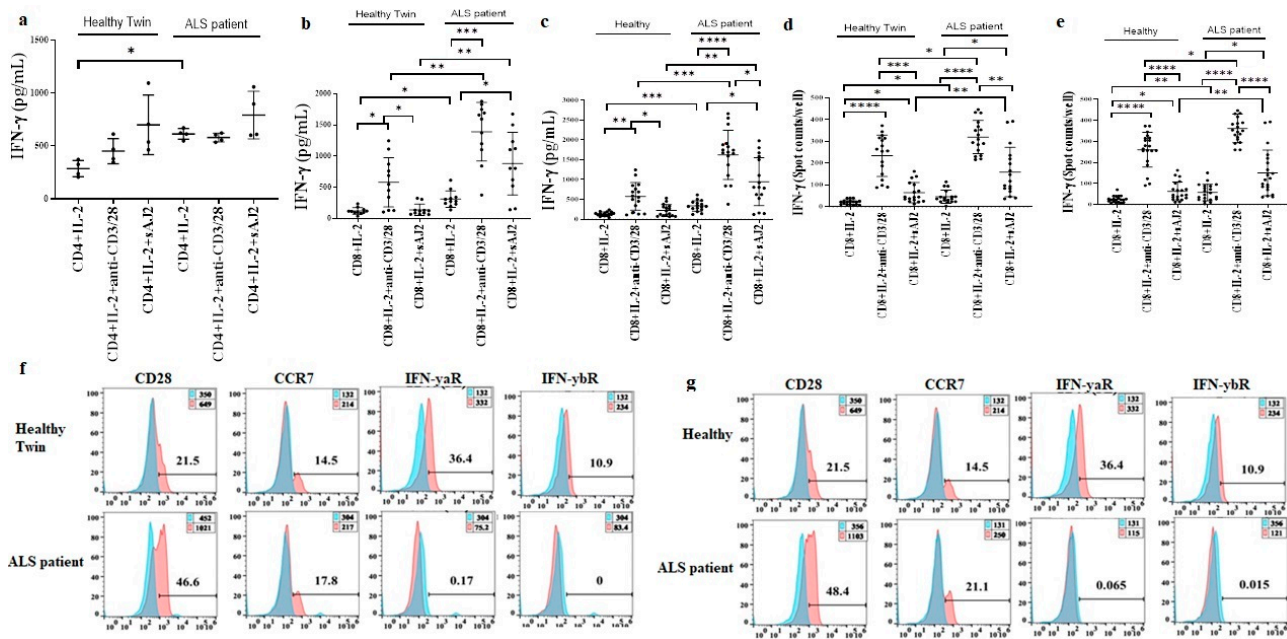 a
Healthy Twin ALS patient
IFN-γ (pg/mL)
1500
1000
500
0
*
CD4+IL-2
CD4+IL-2+anti-CD3/28
CD4+IL-2+sAJ2
CD4+IL-2
CD4+IL-2+anti-CD3/28
CD4+IL-2+sAJ2
b
Healthy Twin ALS patient
IFN-γ (pg/mL)
2000
1500
1000
500
0
***
**
**
*
* *
*
CD8+IL-2
CD8+IL-2+anti-CD3/28
CD8+IL-2+sAJ2
CD8+IL-2
CD8+IL-2+anti-CD3/28
CD8+IL-2+sAJ2
c
Healthy ALS patient
IFN-γ (pg/mL)
3000
2500
2000
1500
1000
500
0
****
**
*** *
*** *
** *
CD8+IL-2
CD8+IL-2+anti-CD3/28
CD8+IL-2+sAJ2
CD8+IL-2
CD8+IL-2+anti-CD3/28
CD8+IL-2+sAJ2
d
Healthy Twin ALS patient
IFN-γ (Spot counts/well)
500
400
300
200
100
0
* *
***
* **** **
* **
****
CD8+IL-2
CD8+IL-2+anti-CD3/28
CD8+IL-2+sAJ2
CD8+IL-2
CD8+IL-2+anti-CD3/28
CD8+IL-2+sAJ2
e
Healthy ALS patient
IFN-γ (Spot counts/well)
500
400
300
200
100
0
*
*
****
** **** ****
* **
****
CD8+IL-2
CD8+IL-2+anti-CD3/28
CD8+IL-2+sAJ2
CD8+IL-2
CD8+IL-2+anti-CD3/28
CD8+IL-2+sAJ2
f
CD28 CCR7 IFN-yaR IFN-ybR
Healthy
Twin
350
649
21.5
132
214
14.5
132
332
36.4
132
234
10.9
ALS patient
452
1021
46.6
304
217
17.8
304
75.2
0.17
304
83.4
0
g
CD28 CCR7 IFN-yaR IFN-ybR
Healthy
350
649
21.5
132
214
14.5
132
332
36.4
132
234
10.9
ALS patient
356
1103
48.4
131
250
21.1
131
115
0.065
356
121
0.015